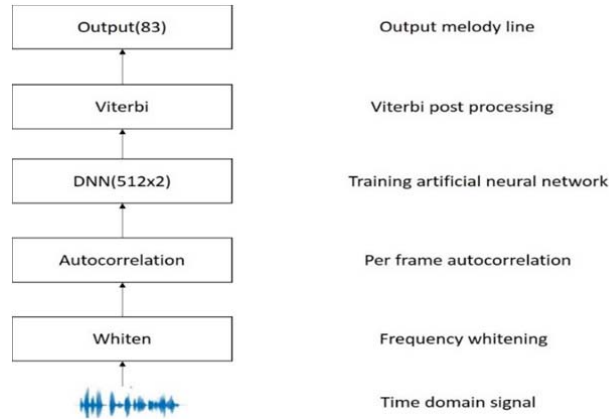 Output(83) Output melody line
Viterbi Viterbi post processing
DNN(512x2) Training artificial neural network
Autocorrelation Per frame autocorrelation
Whiten Frequency whitening
Time domain signal